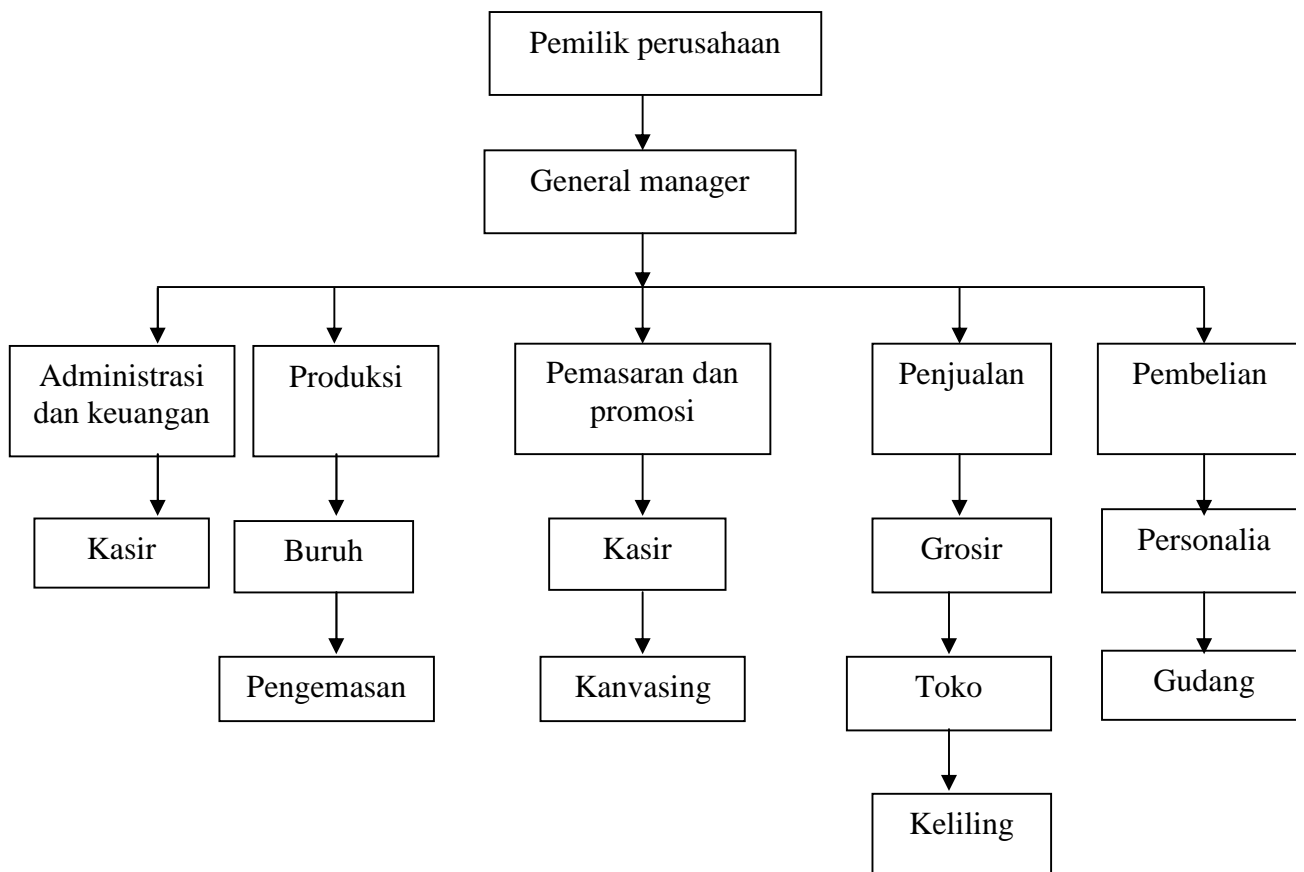 Pemilik perusahaan
General manager
Administrasi
dan keuangan
Produksi
Pemasaran dan
promosi
Penjualan
Pembelian
Kasir
Buruh
Kasir
Grosir
Personalia
Pengemasan
Kanvasing
Toko
Gudang
Keliling